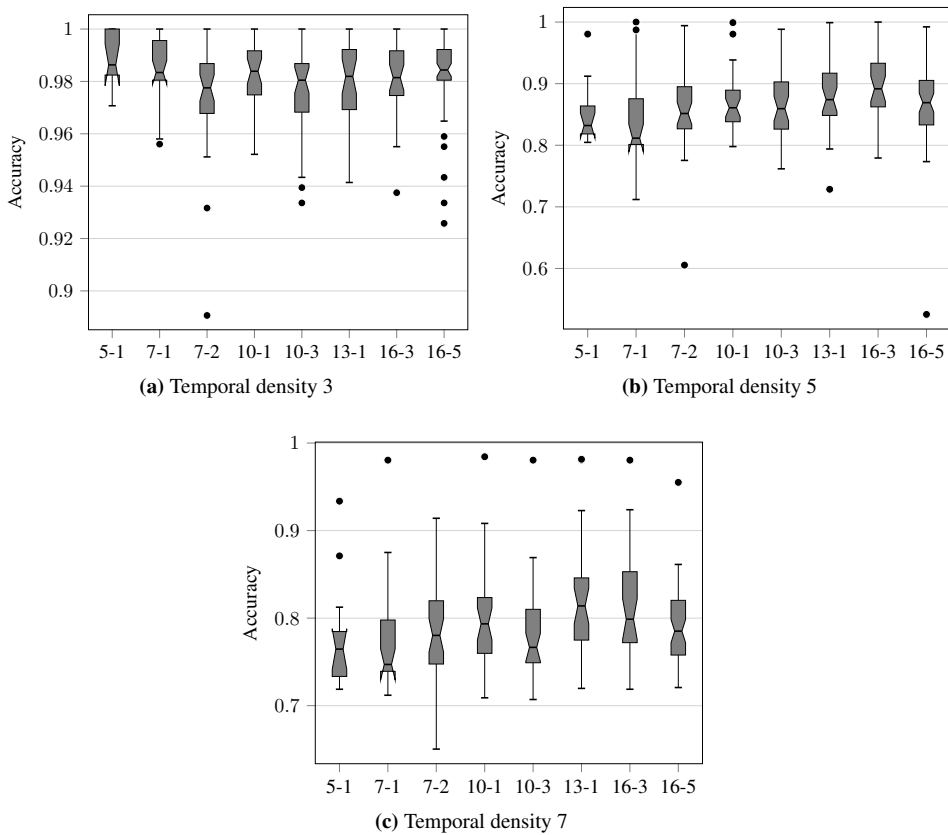 1
0.98
0.96
0.94
0.92
0.9
Accuracy
5-1 7-1 7-2 10-1 10-3 13-1 16-3 16-5
(a) Temporal density 3
1
0.9
0.8
0.7
0.6
Accuracy
5-1 7-1 7-2 10-1 10-3 13-1 16-3 16-5
(b) Temporal density 5
1
0.9
0.8
0.7
Accuracy
5-1 7-1 7-2 10-1 10-3 13-1 16-3 16-5
(c) Temporal density 7